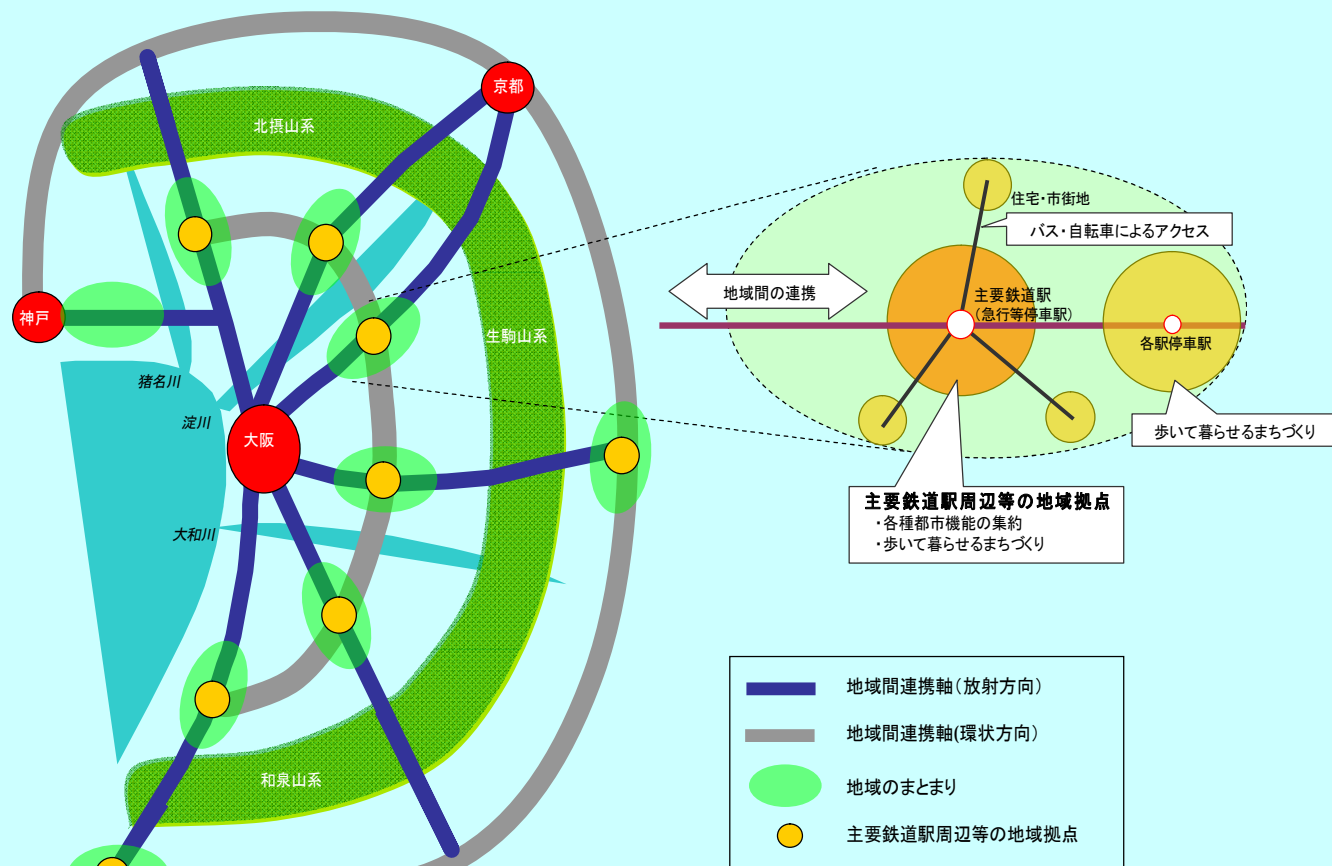 京都
北摂山系
神戸
生駒山系
猪名川
淀川
大阪
大和川
和泉山系
住宅・市街地
バス・自転車によるアクセス
地域間の連携
主要鉄道駅
(急行等停車駅)
各駅停車駅
歩いて暮らせるまちづくり
主要鉄道駅周辺等の地域拠点
・各種都市機能の集約
・歩いて暮らせるまちづくり
地域間連携軸(放射方向)
地域間連携軸(環状方向)
地域のまとまり
主要鉄道駅周辺等の地域拠点